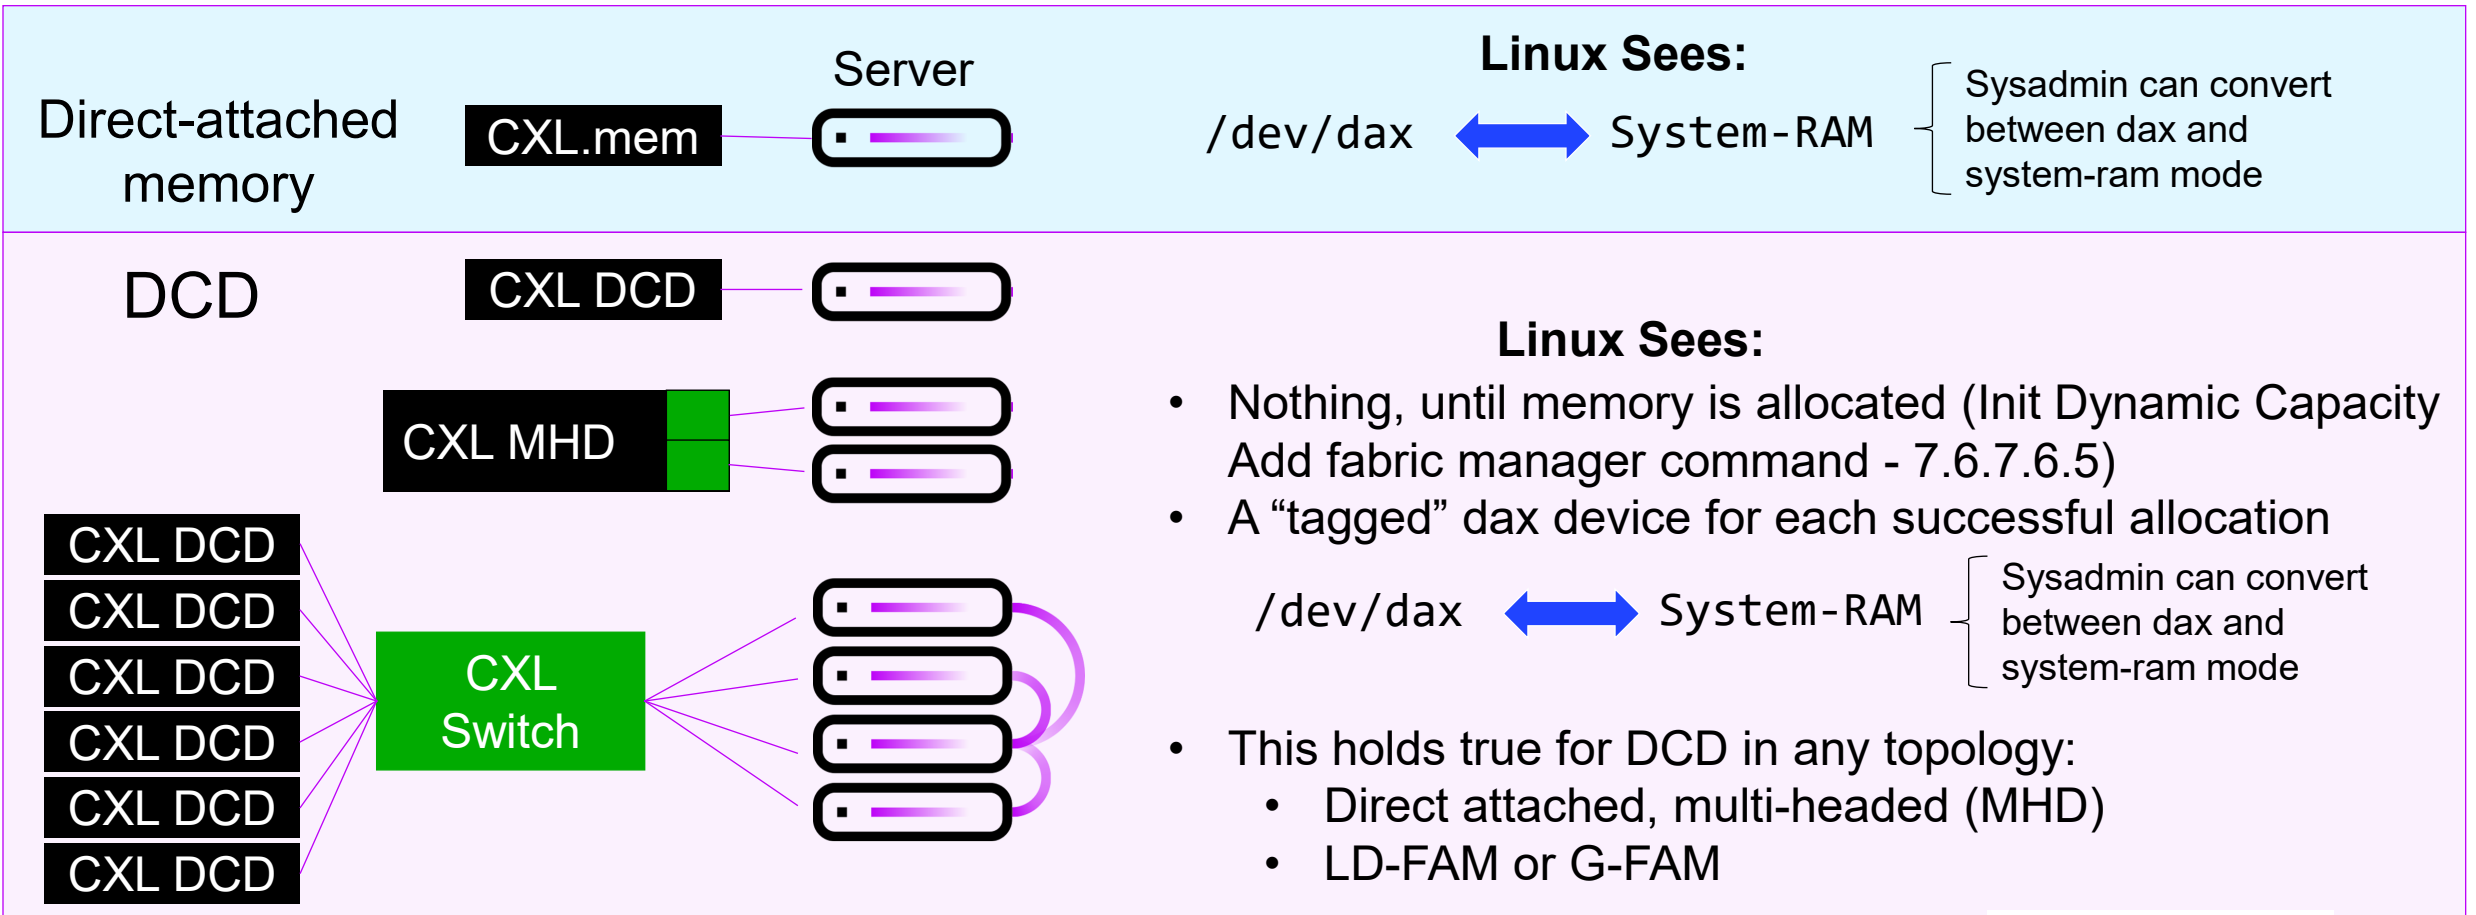 Direct-attached
memory
CXL.mem
Server
Linux Sees:
/dev/dax
System-RAM
Sysadmin can convert
between dax and
system-ram mode
DCD
CXL DCD
CXL MHD
CXL DCD
CXL DCD
CXL DCD
CXL DCD
CXL DCD
CXL DCD
CXL
Switch
Linux Sees:
• Nothing, until memory is allocated (Init Dynamic Capacity
Add fabric manager command - 7.6.7.6.5)
• A “tagged” dax device for each successful allocation
/dev/dax
System-RAM
Sysadmin can convert
between dax and
system-ram mode
• This holds true for DCD in any topology:
• Direct attached, multi-headed (MHD)
• LD-FAM or G-FAM